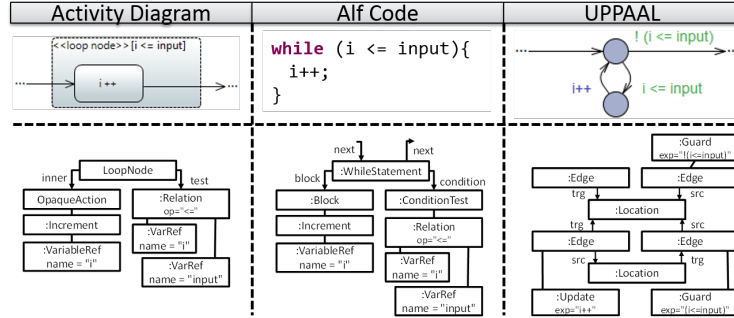 Activity Diagram
Alf Code
UPPAAL
<<loop node>>[i <= input]
i ++
...
...
while (i <= input){
i++;
}
! (i <= input)
...
...
i++
i <= input
LoopNode
inner
test
OpaqueAction
:Relation
op="<="
:Increment
:VarRef
name = "i"
:VariableRef
name = "i"
:VarRef
name = "input"
next
next
:WhileStatement
block
condition
:Block
:ConditionTest
:Increment
:Relation
op="<="
:VariableRef
name = "i"
:VarRef
name = "i"
:VarRef
name = "input"
:Guard
exp="!(i<=input)"
:Edge
:Edge
trg
src
:Location
trg
src
:Edge
:Edge
src
trg
:Location
:Update
exp="i++"
:Guard
exp="(i<=input)"